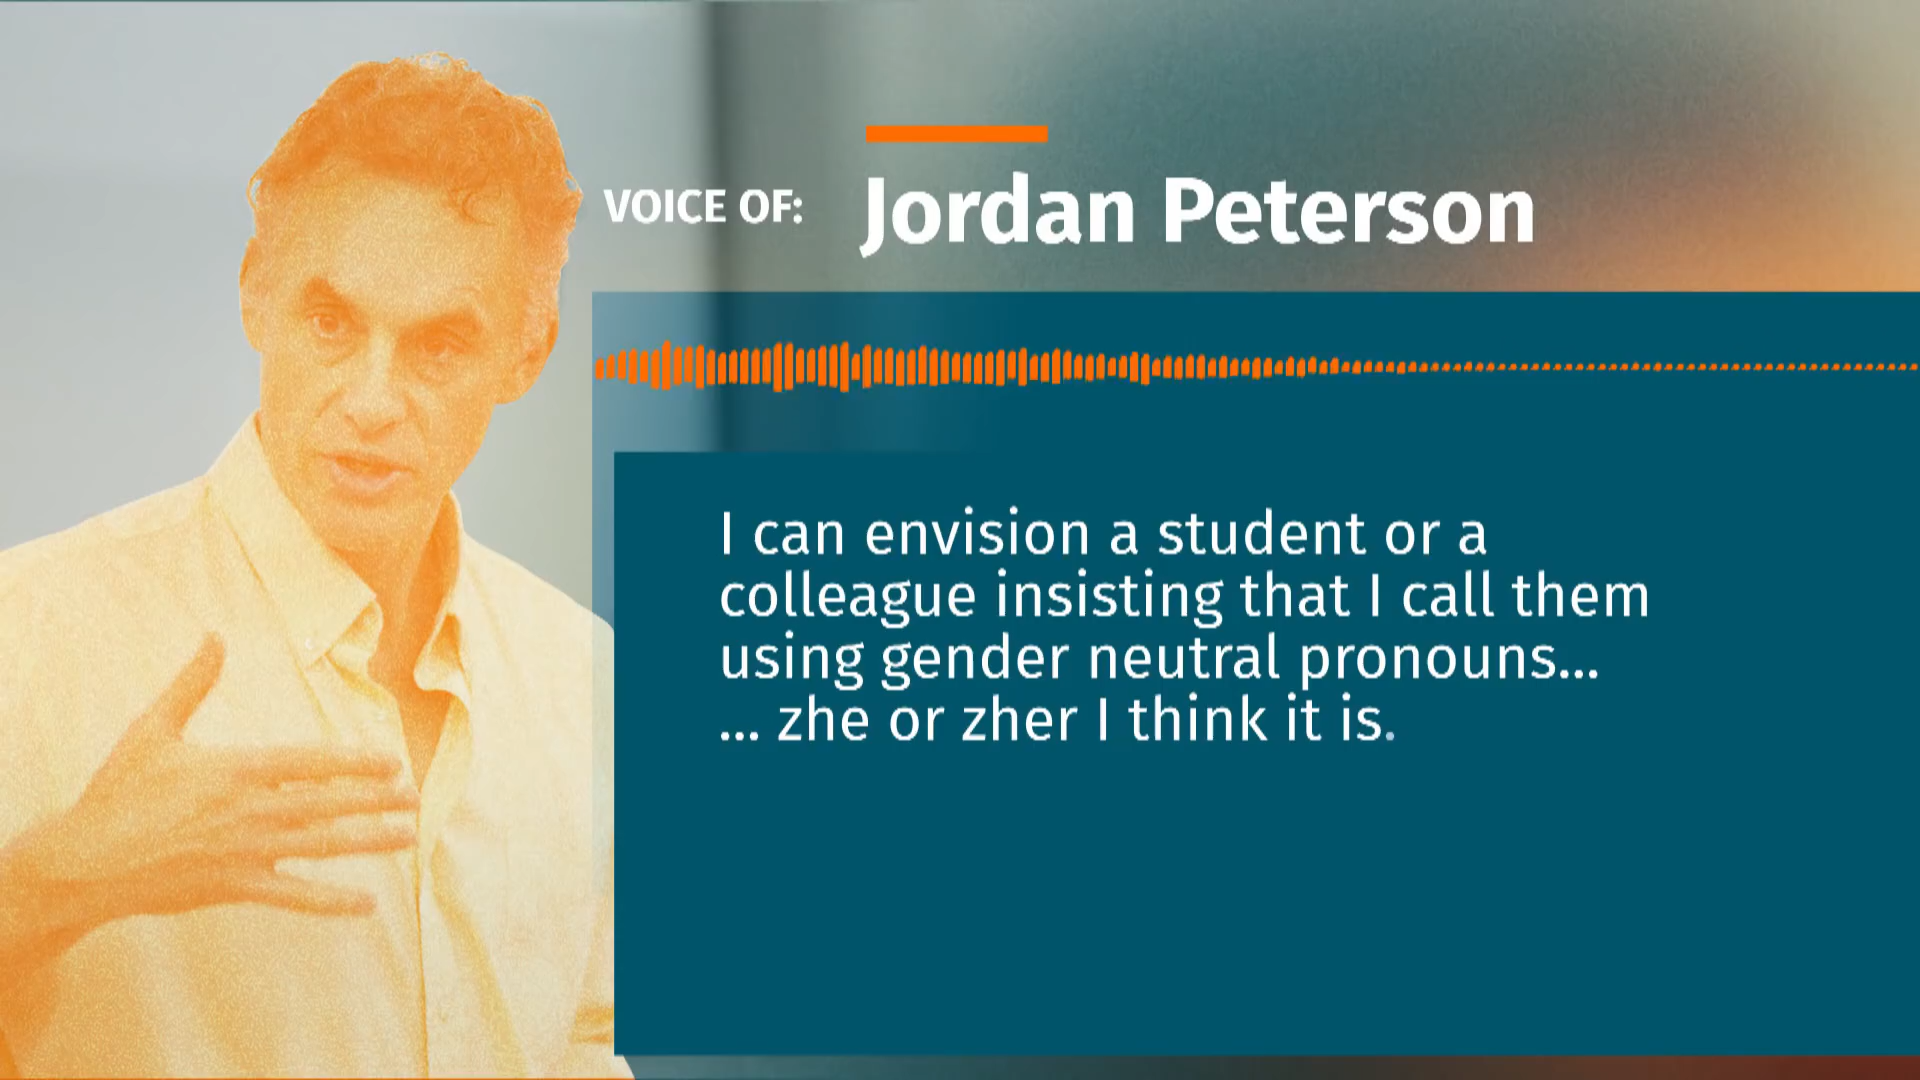 VOICE OF: Jordan Peterson
I can envision a student or a
colleague insisting that I call them
using gender neutral pronouns...
... zhe or zher I think it is.